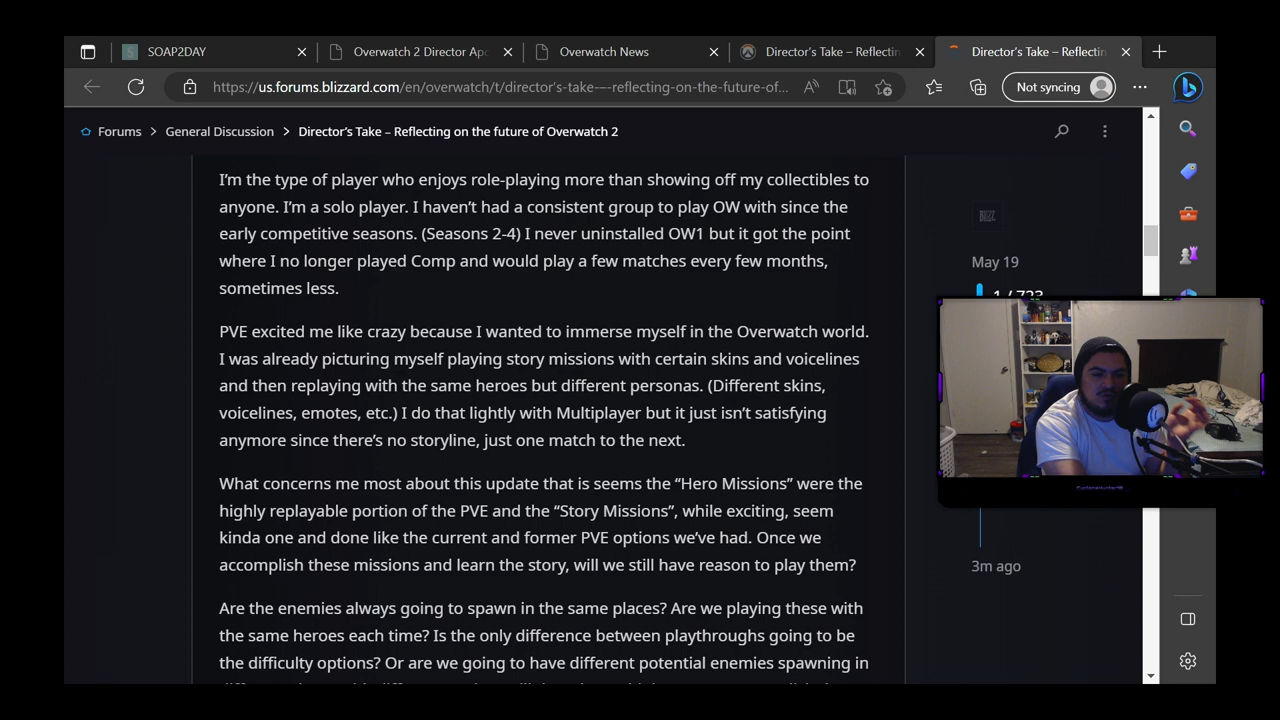 SOAP2DAY
Overwatch 2 Director Apo
Overwatch News
Director's Take – Reflectin
Director's Take – Reflectin
https://us.forums.blizzard.com/en/overwatch/t/director's-take-–-reflecting-on-the-future-of...
Not syncing
Forums > General Discussion > Director's Take – Reflecting on the future of Overwatch 2
I'm the type of player who enjoys role-playing more than showing off my collectibles to
anyone. I'm a solo player. I haven't had a consistent group to play OW with since the
early competitive seasons. (Seasons 2-4) I never uninstalled OW1 but it got the point
where I no longer played Comp and would play a few matches every few months,
sometimes less.
PVE excited me like crazy because I wanted to immerse myself in the Overwatch world.
I was already picturing myself playing story missions with certain skins and voicelines
and then replaying with the same heroes but different personas. (Different skins,
voicelines, emotes, etc.) I do that lightly with Multiplayer but it just isn't satisfying
anymore since there's no storyline, just one match to the next.
What concerns me most about this update that is seems the “Hero Missions” were the
highly replayable portion of the PVE and the “Story Missions”, while exciting, seem
kinda one and done like the current and former PVE options we've had. Once we
accomplish these missions and learn the story, will we still have reason to play them?
Are the enemies always going to spawn in the same places? Are we playing these with
the same heroes each time? Is the only difference between playthroughs going to be
the difficulty options? Or are we going to have different potential enemies spawning in
BLIZZ
May 19
1 / 723
3m ago